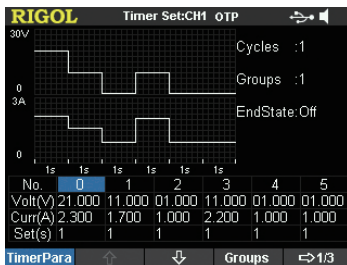 RIGOL Timer Set:CH1 OTP
30V
Cycles :1
Groups :1
0
3A
EndState:Off
0
1s 1s 1s 1s 1s 1s
No. 0 1 2 3 4 5
Volt(V) 21.000 11.000 01.000 11.000 01.000 01.000
Curr(A) 2.300 1.700 1.000 2.200 1.000 1.000
Set(s) 1 1 1 1 1 1
TimerPara ⇧ ⇩ Groups ⇨1/3